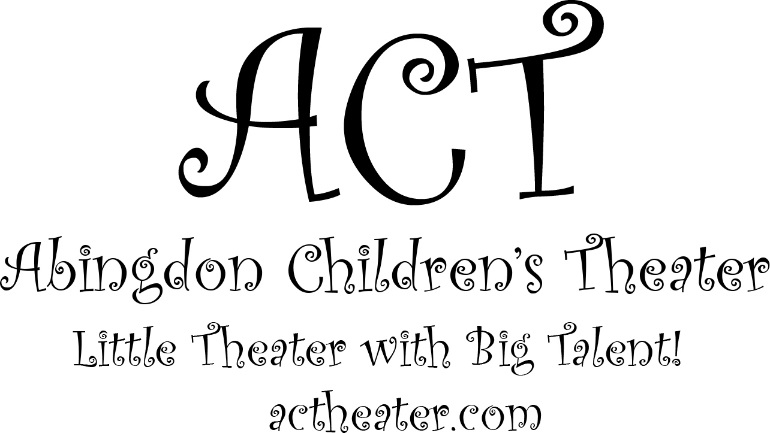 ACT
Abingdon Children's Theater
Little Theater with Big Talent!
actheater.com